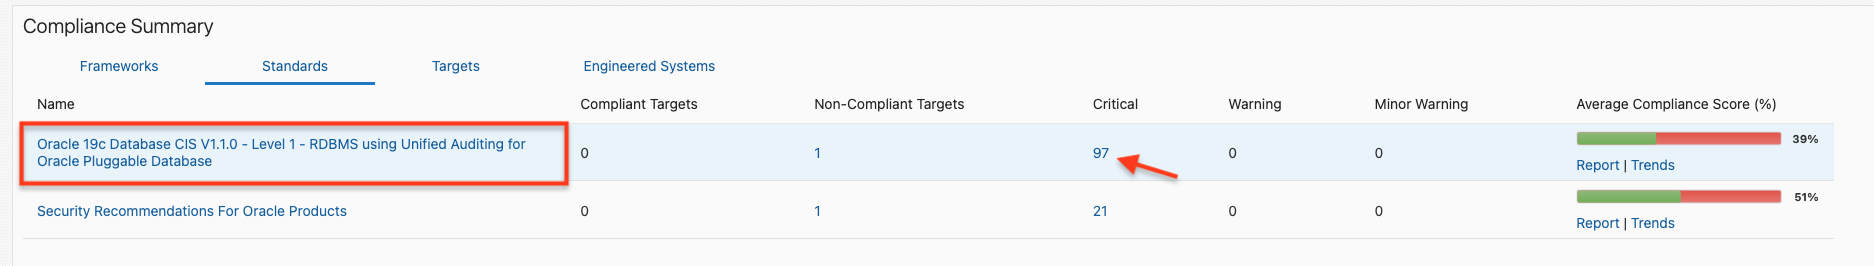 Compliance Summary
Frameworks Standards Targets Engineered Systems
Name Compliant Targets Non-Compliant Targets Critical Warning Minor Warning Average Compliance Score (%)
Oracle 19c Database CIS V1.1.0 - Level 1 - RDBMS using Unified Auditing for
Oracle Pluggable Database
0 1 97 0 0 39%
Report | Trends
Security Recommendations For Oracle Products 0 1 21 0 0 51%
Report | Trends